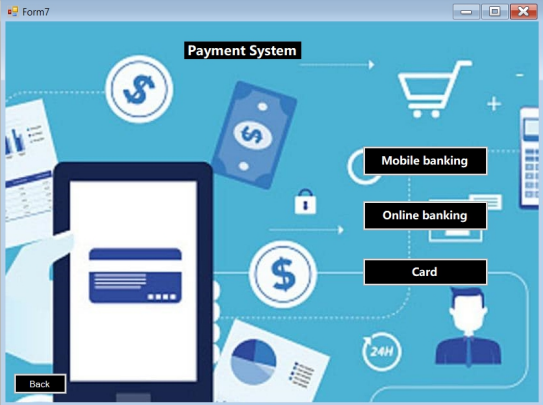 Form7
Payment System
$
$
$
Mobile banking
Online banking
Card
24H
Back